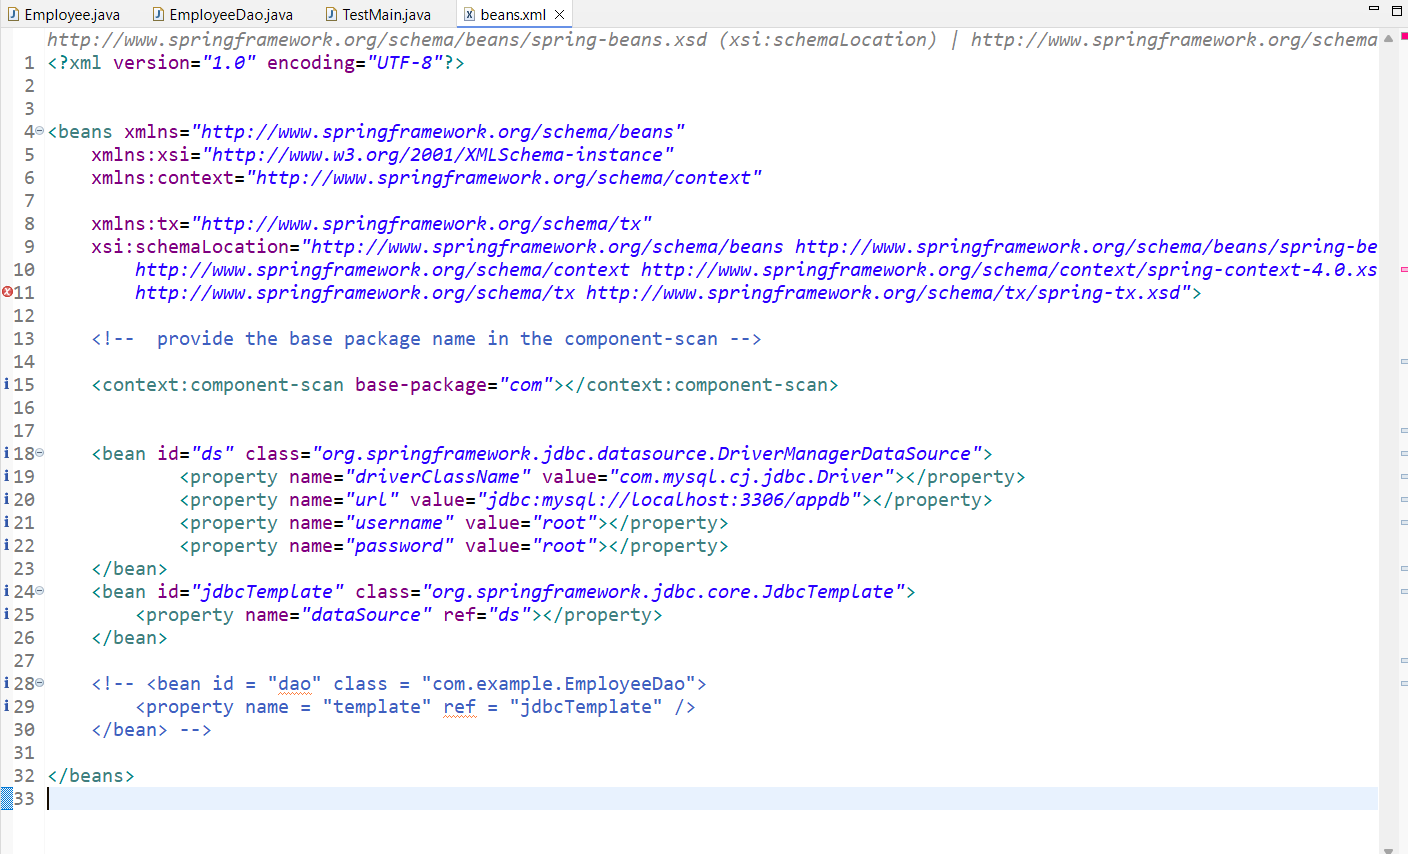 Employee.java EmployeeDao.java TestMain.java beans.xml
http://www.springframework.org/schema/beans/spring-beans.xsd (xsi:schemaLocation) | http://www.springframework.org/schema
1 <?xml version="1.0" encoding="UTF-8"?>
2
3
4 <beans xmlns="http://www.springframework.org/schema/beans"
5 xmlns:xsi="http://www.w3.org/2001/XMLSchema-instance"
6 xmlns:context="http://www.springframework.org/schema/context"
7
8 xmlns:tx="http://www.springframework.org/schema/tx"
9 xsi:schemaLocation="http://www.springframework.org/schema/beans http://www.springframework.org/schema/beans/spring-be
10 http://www.springframework.org/schema/context http://www.springframework.org/schema/context/spring-context-4.0.xs
11 http://www.springframework.org/schema/tx http://www.springframework.org/schema/tx/spring-tx.xsd">
12
13 <!--  provide the base package name in the component-scan -->
14
15 <context:component-scan base-package="com"></context:component-scan>
16
17
18 <bean id="ds" class="org.springframework.jdbc.datasource.DriverManagerDataSource">
19 <property name="driverClassName" value="com.mysql.cj.jdbc.Driver"></property>
20 <property name="url" value="jdbc:mysql://localhost:3306/appdb"></property>
21 <property name="username" value="root"></property>
22 <property name="password" value="root"></property>
23 </bean>
24 <bean id="jdbcTemplate" class="org.springframework.jdbc.core.JdbcTemplate">
25 <property name="dataSource" ref="ds"></property>
26 </bean>
27
28 <!-- <bean id = "dao" class = "com.example.EmployeeDao">
29 <property name = "template" ref = "jdbcTemplate" />
30 </bean> -->
31
32 </beans>
33